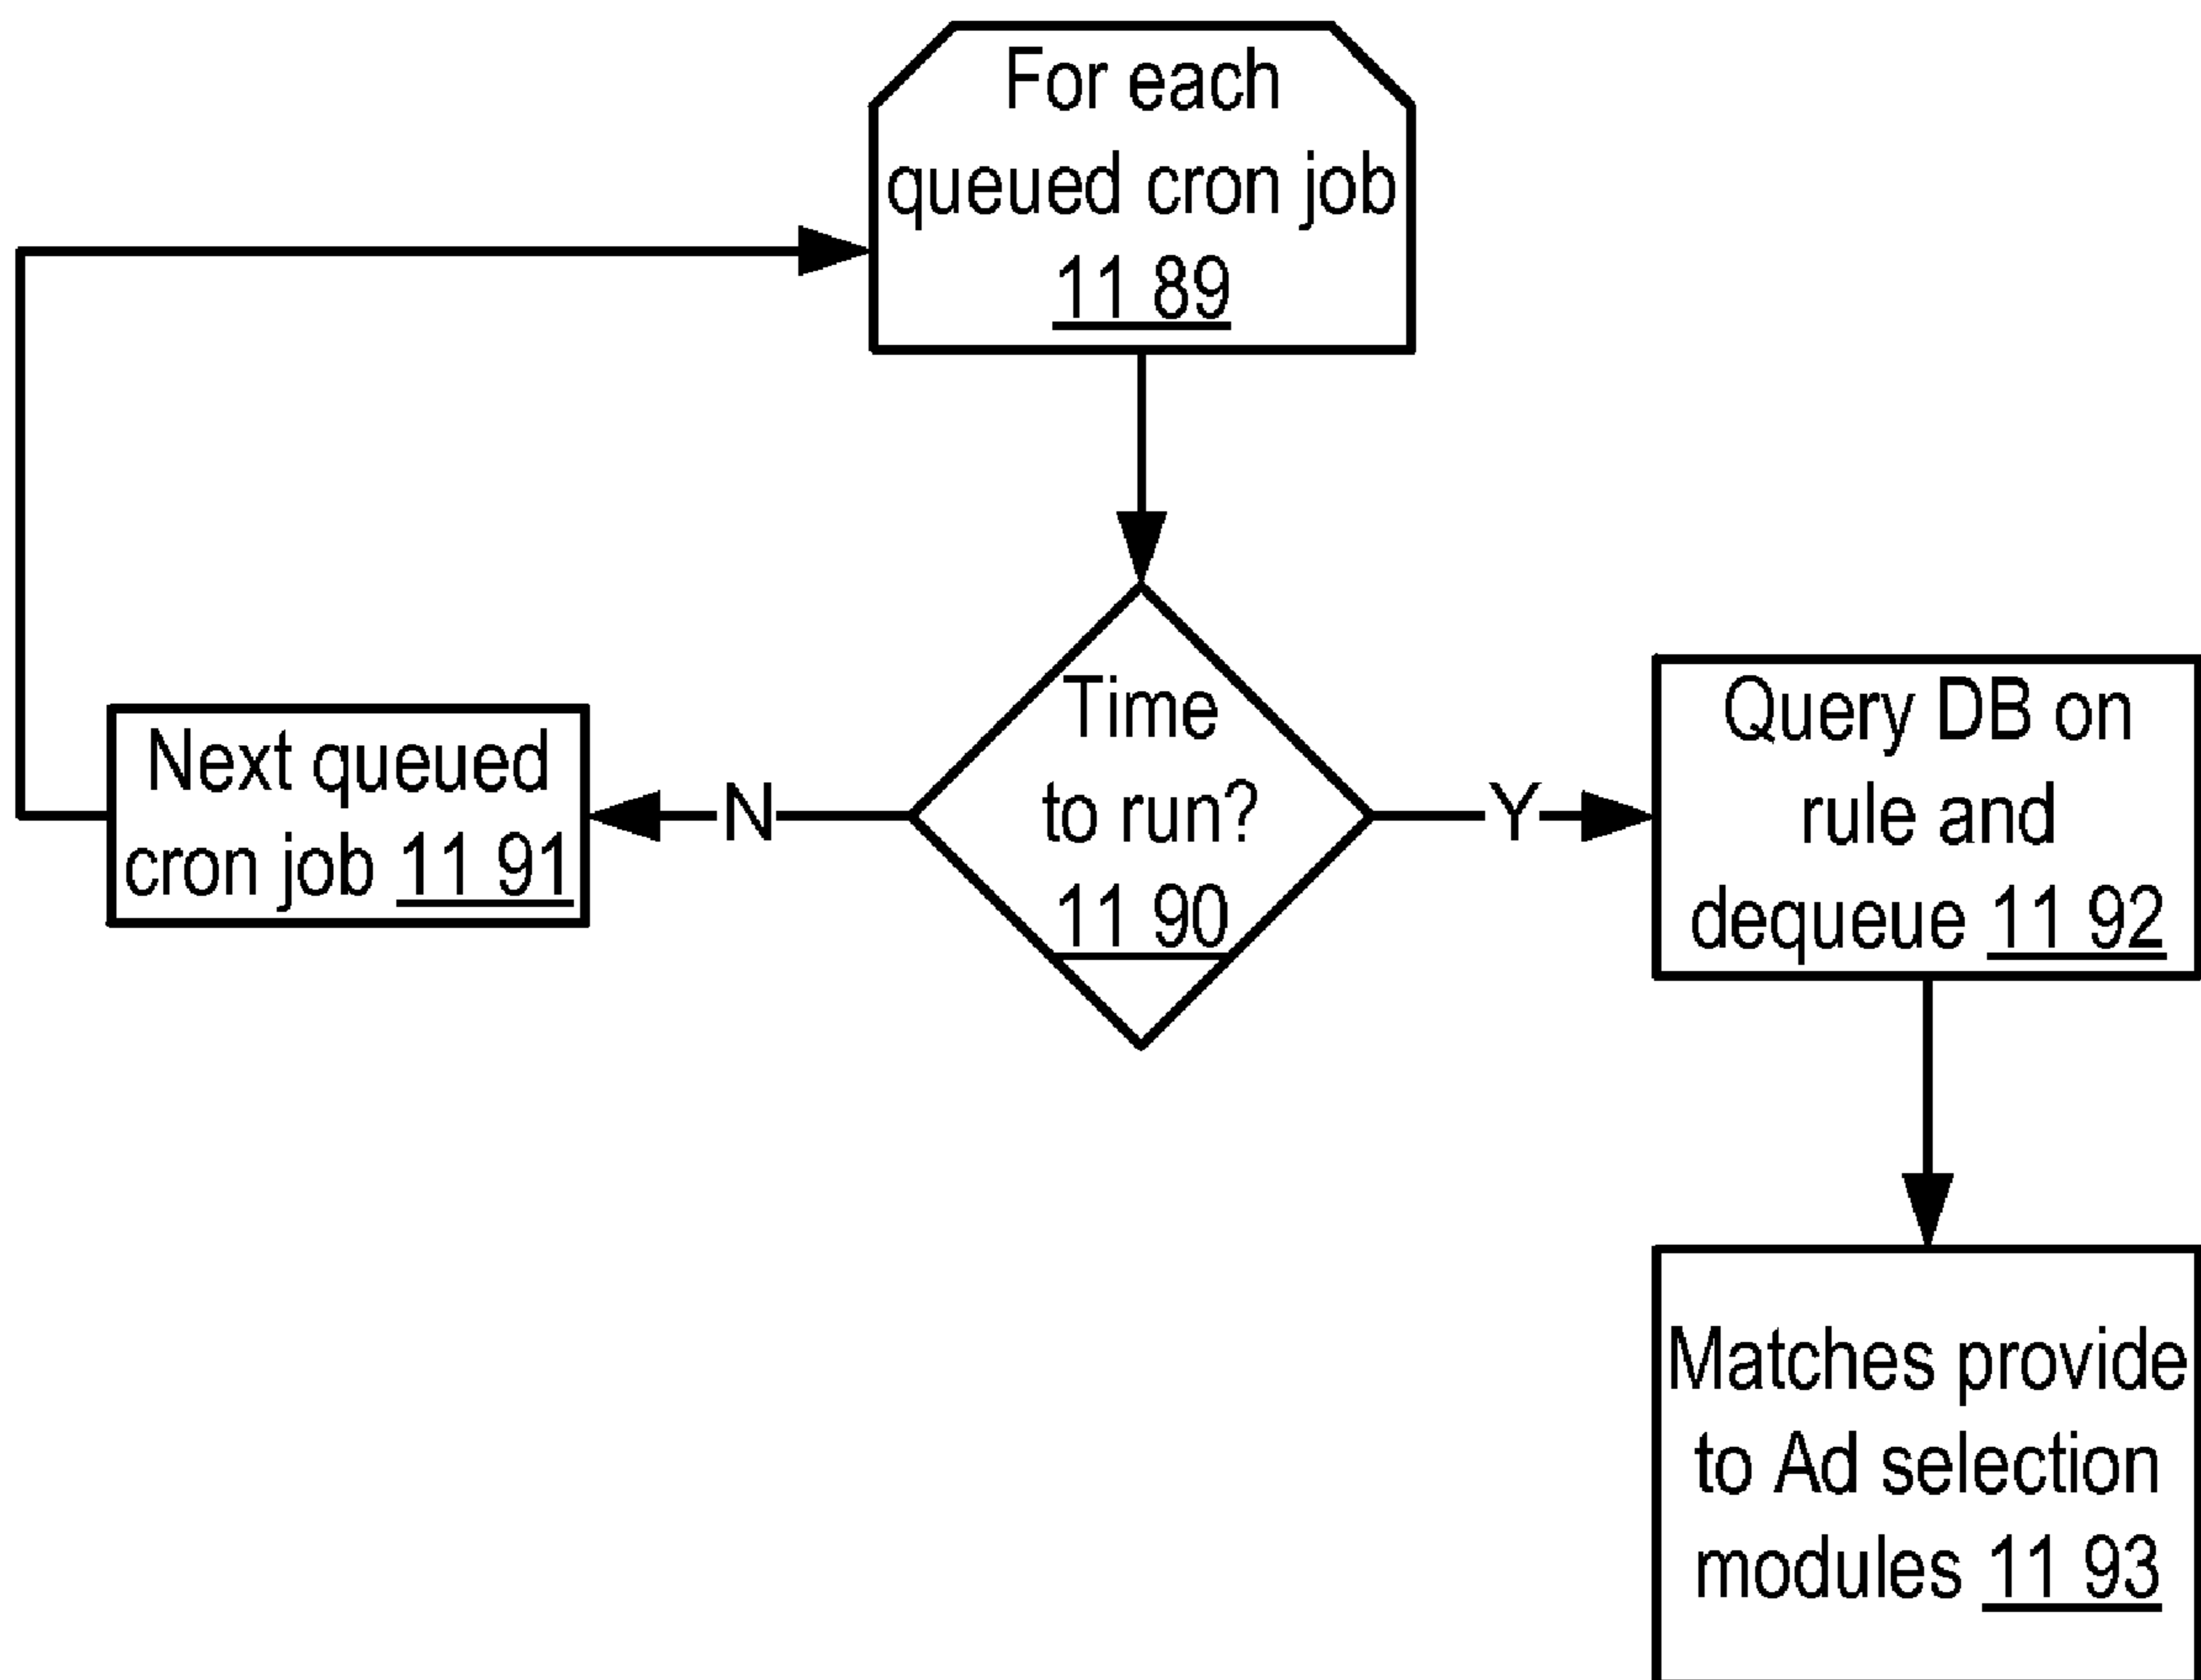 For each
queued cron job
11 89
Time
to run?
11 90
N
Y
Next queued
cron job 11 91
Query DB on
rule and
dequeue 11 92
Matches provide
to Ad selection
modules 11 93